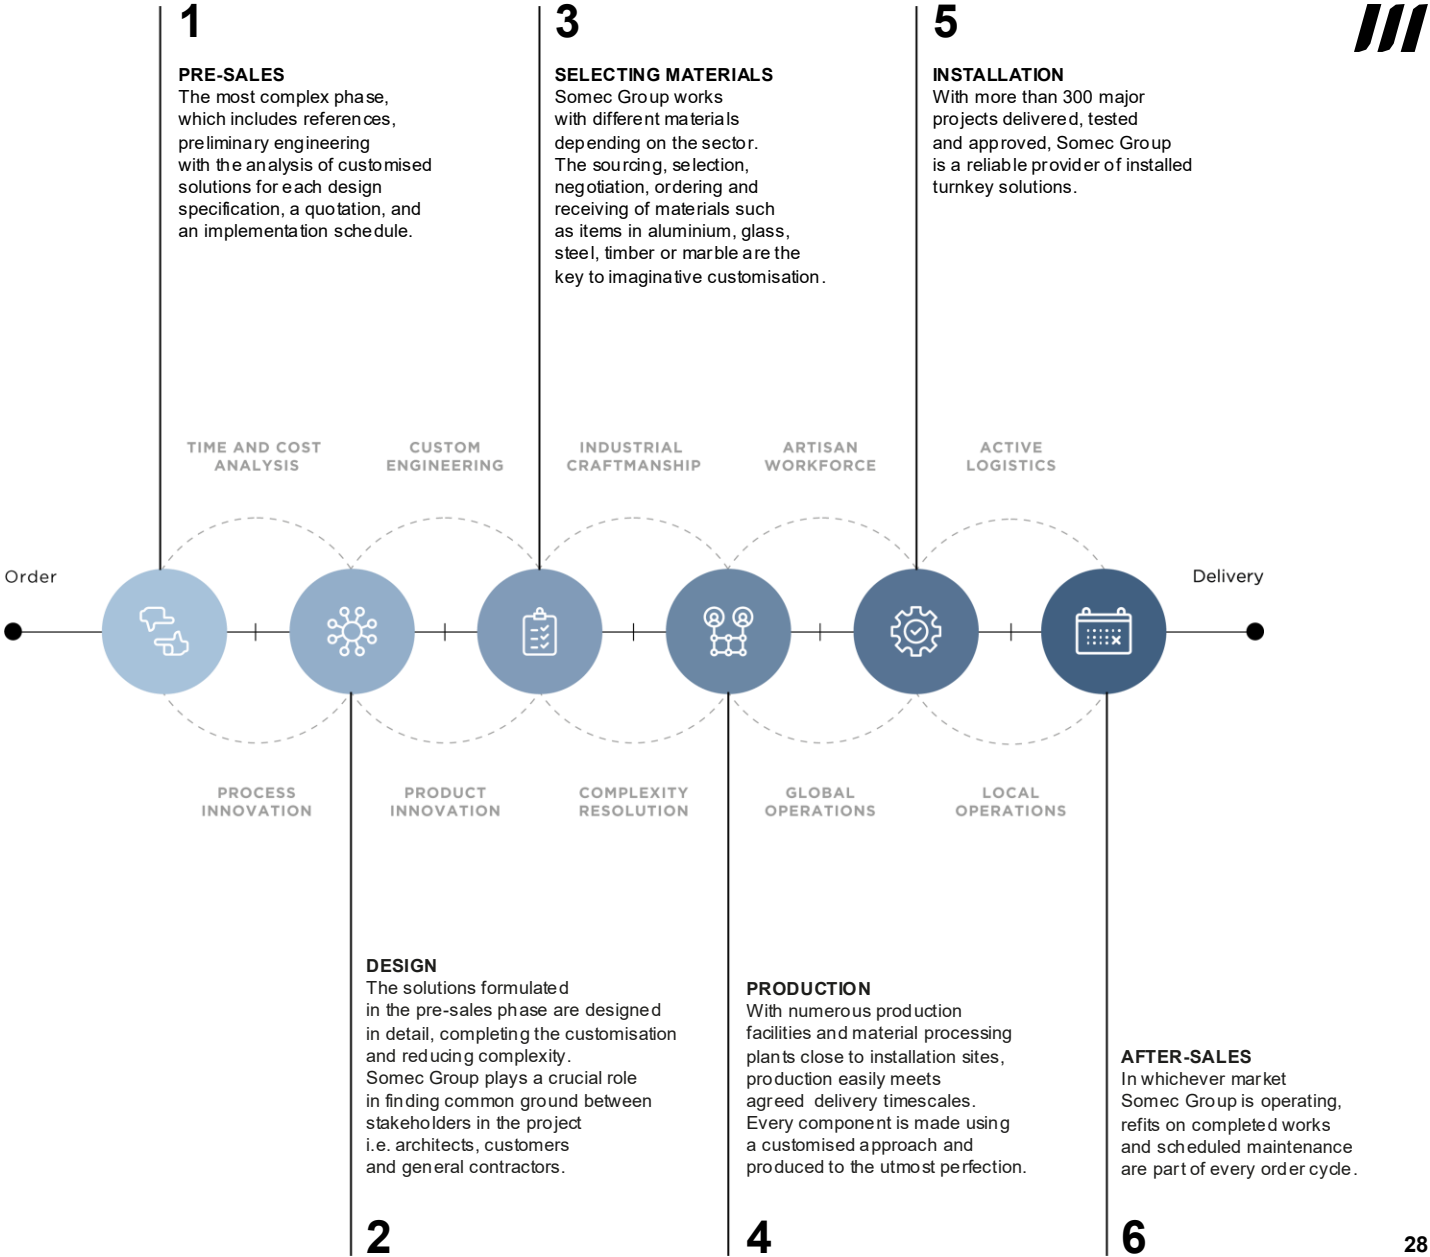 1
PRE-SALES
The most complex phase,
which includes references,
preliminary engineering
with the analysis of customised
solutions for each design
specification, a quotation, and
an implementation schedule.
3
SELECTING MATERIALS
Somec Group works
with different materials
depending on the sector.
The sourcing, selection,
negotiation, ordering and
receiving of materials such
as items in aluminium, glass,
steel, timber or marble are the
key to imaginative customisation.
5
INSTALLATION
With more than 300 major
projects delivered, tested
and approved, Somec Group
is a reliable provider of installed
turnkey solutions.
TIME AND COST
ANALYSIS
CUSTOM
ENGINEERING
INDUSTRIAL
CRAFTMANSHIP
ARTISAN
WORKFORCE
ACTIVE
LOGISTICS
Order
Delivery
PROCESS
INNOVATION
PRODUCT
INNOVATION
COMPLEXITY
RESOLUTION
GLOBAL
OPERATIONS
LOCAL
OPERATIONS
DESIGN
The solutions formulated
in the pre-sales phase are designed
in detail, completing the customisation
and reducing complexity.
Somec Group plays a crucial role
in finding common ground between
stakeholders in the project
i.e. architects, customers
and general contractors.
2
PRODUCTION
With numerous production
facilities and material processing
plants close to installation sites,
production easily meets
agreed delivery timescales.
Every component is made using
a customised approach and
produced to the utmost perfection.
4
AFTER-SALES
In whichever market
Somec Group is operating,
refits on completed works
and scheduled maintenance
are part of every order cycle.
6
28